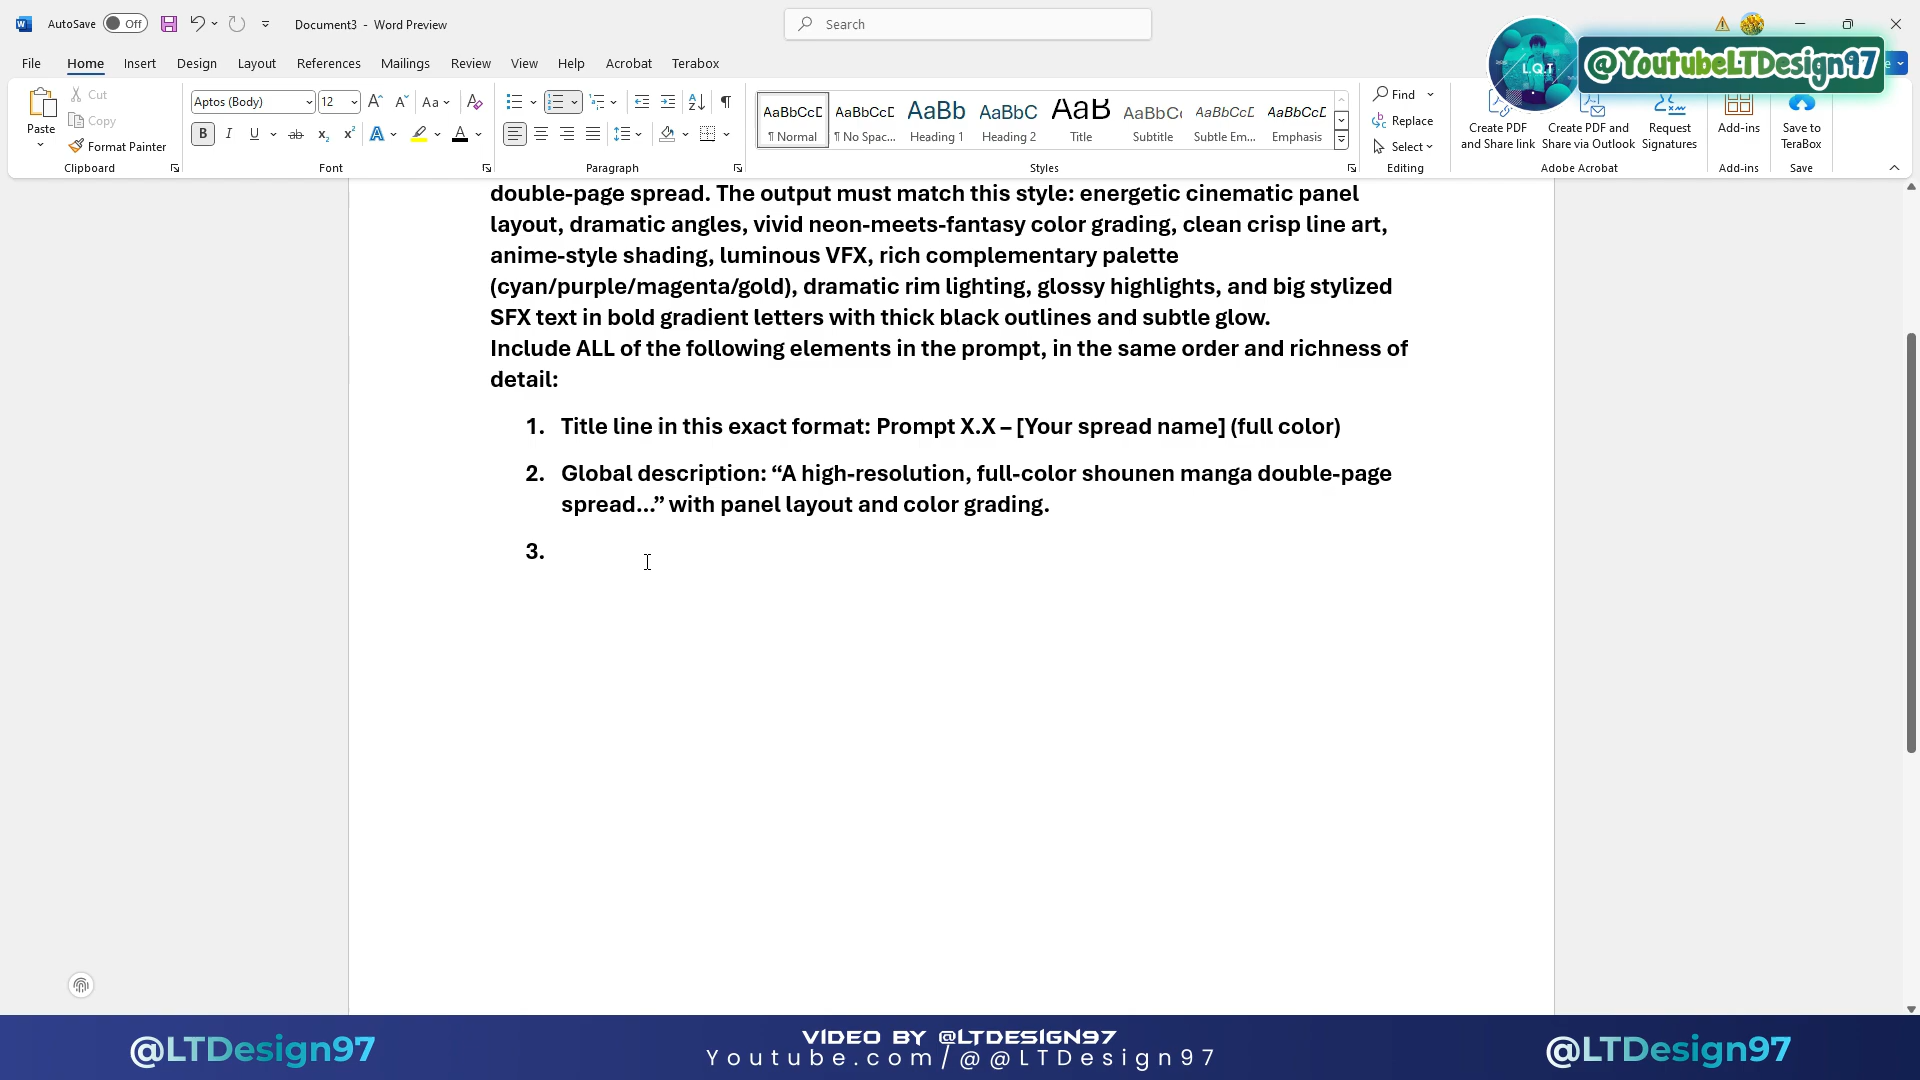 AutoSave Off Document3 - Word Preview Search
File Home Insert Design Layout References Mailings Review View Help Acrobat Terabox
L.Q.T @YoutubeLTDesign97
Paste Cut Copy Format Painter
Clipboard
Aptos (Body) 12
Font
Paragraph
AaBbCcD AaBbCcD AaBb AaBbC AaB AaBbC AaBbCcD AaBbCcD
¶ Normal ¶ No Spac... Heading 1 Heading 2 Title Subtitle Subtle Em... Emphasis
Styles
Find Replace Select
Editing
Create PDF and Share link Create PDF and Share via Outlook Request Signatures
Adobe Acrobat
Add-ins
Add-ins
Save to TeraBox
Save
double-page spread. The output must match this style: energetic cinematic panel
layout, dramatic angles, vivid neon-meets-fantasy color grading, clean crisp line art,
anime-style shading, luminous VFX, rich complementary palette
(cyan/purple/magenta/gold), dramatic rim lighting, glossy highlights, and big stylized
SFX text in bold gradient letters with thick black outlines and subtle glow.
Include ALL of the following elements in the prompt, in the same order and richness of
detail:
1. Title line in this exact format: Prompt X.X – [Your spread name] (full color)
2. Global description: “A high-resolution, full-color shounen manga double-page
spread…” with panel layout and color grading.
3.
@LTDesign97
VIDEO BY @LTDESIGN97
Youtube.com/@@LTDesign97
@LTDesign97